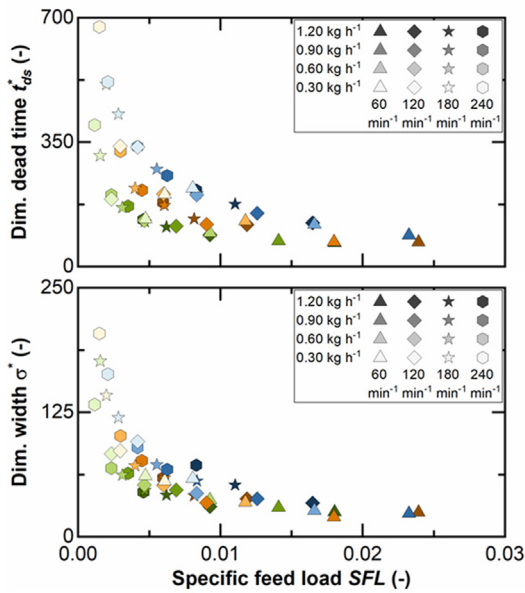 700
350
0
Dim. dead time t*ds (-)
1.20 kg h-1
0.90 kg h-1
0.60 kg h-1
0.30 kg h-1
60 120 180 240
min-1 min-1 min-1 min-1
250
125
0
Dim. width σ* (-)
1.20 kg h-1
0.90 kg h-1
0.60 kg h-1
0.30 kg h-1
60 120 180 240
min-1 min-1 min-1 min-1
0.00 0.01 0.02 0.03
Specific feed load SFL (-)